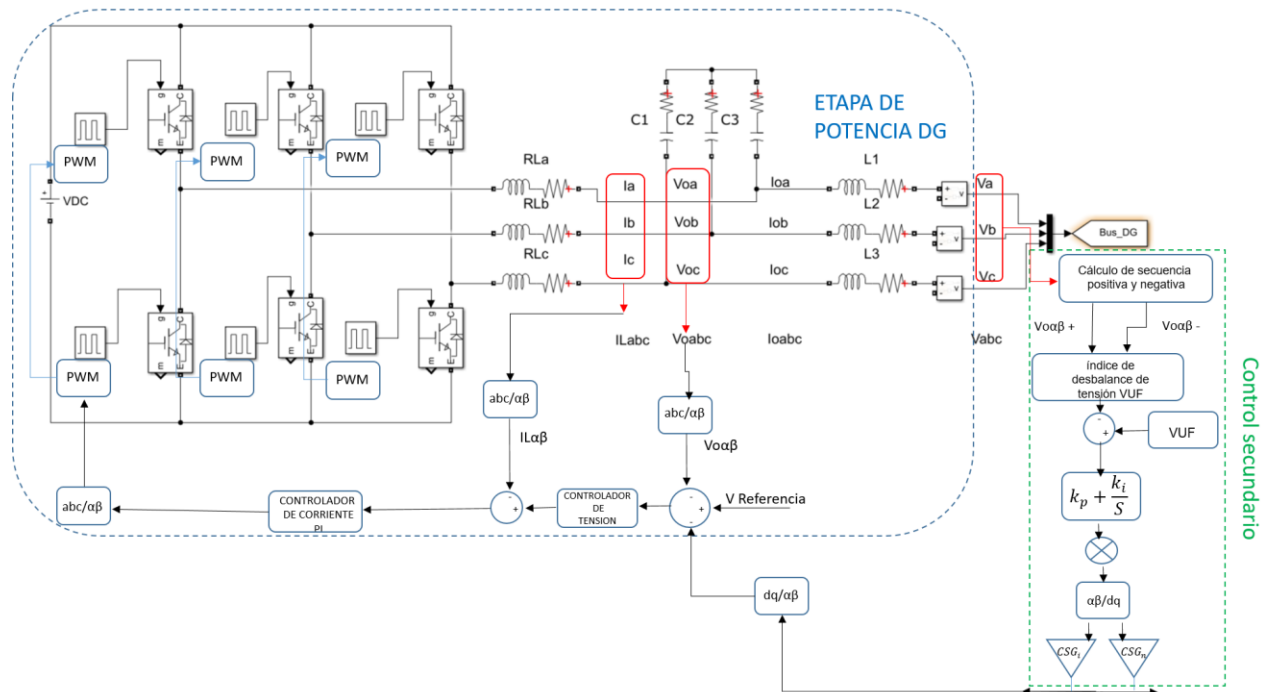 ETAPA DE
POTENCIA DG
C1
C2
C3
g
C
m
E
g
C
m
E
g
C
m
E
PWM
PWM
PWM
+
VDC
RLa
RLb
RLc
Ia
Ib
Ic
Voa
Vob
Voc
Ioa
Iob
Ioc
L1
L2
L3
+
-
v
+
-
v
+
-
v
Va
Vb
Vc
Bus_DG
g
C
m
E
g
C
m
E
g
C
m
E
PWM
PWM
PWM
ILabc
Voabc
Ioabc
Vabc
Cálculo de secuencia
positiva y negativa
Voαβ +
Voαβ -
índice de
desbalance de
tensión VUF
-
+
VUF
kp + ki/S
αβ/dq
CSG1
CSGn
Control secundario
abc/αβ
ILαβ
abc/αβ
Voαβ
abc/αβ
CONTROLADOR
DE CORRIENTE
PI
-
+
CONTROLADOR
DE
TENSION
-
+
-
V Referencia
dq/αβ